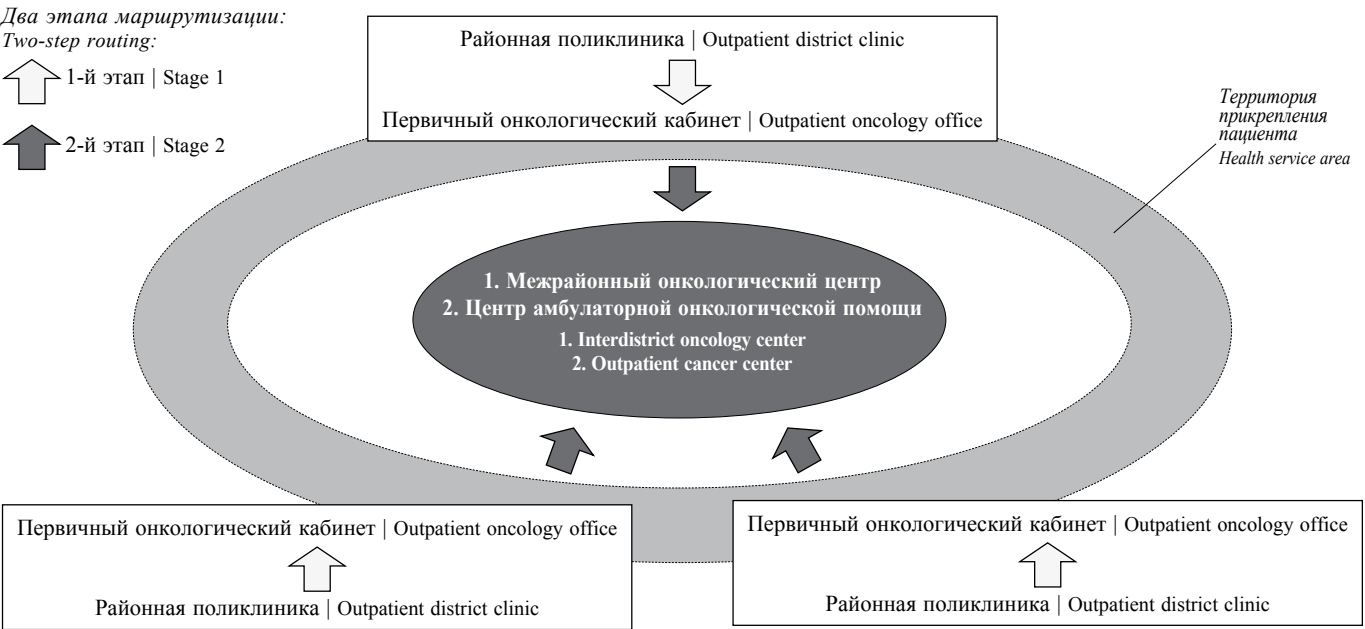 Два этапа маршрутизации:
Two-step routing:
1-й этап | Stage 1
2-й этап | Stage 2
Районная поликлиника | Outpatient district clinic
Первичный онкологический кабинет | Outpatient oncology office
Территория
прикрепления
пациента
Health service area
1. Межрайонный онкологический центр
2. Центр амбулаторной онкологической помощи
1. Interdistrict oncology center
2. Outpatient cancer center
Первичный онкологический кабинет | Outpatient oncology office
Районная поликлиника | Outpatient district clinic
Первичный онкологический кабинет | Outpatient oncology office
Районная поликлиника | Outpatient district clinic